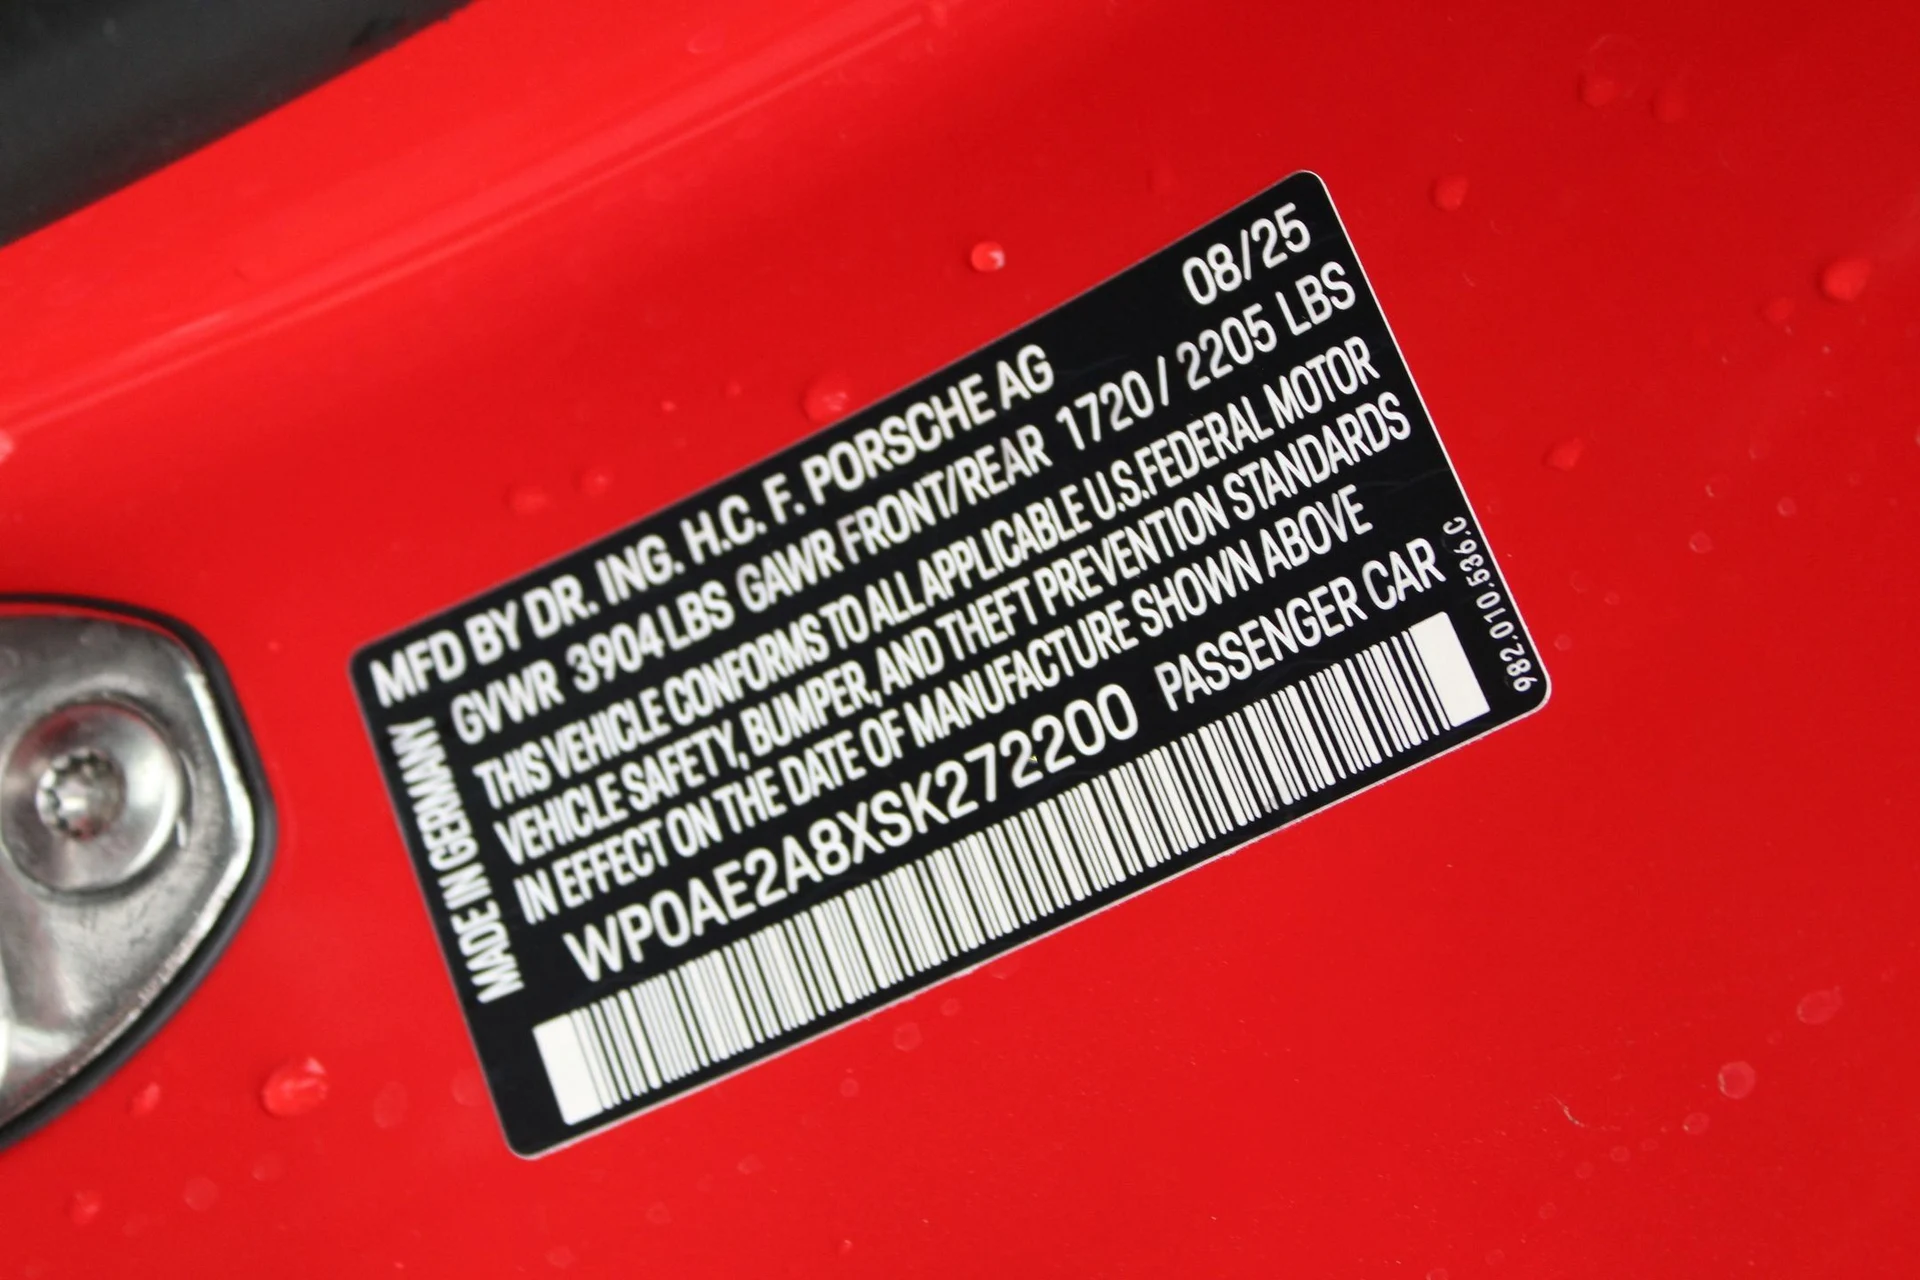 MFD BY DR. ING. H.C. F. PORSCHE AG 08/25
GVWR 3904 LBS GAWR FRONT/REAR 1720 / 2205 LBS
THIS VEHICLE CONFORMS TO ALL APPLICABLE U.S. FEDERAL MOTOR
VEHICLE SAFETY, BUMPER, AND THEFT PREVENTION STANDARDS
IN EFFECT ON THE DATE OF MANUFACTURE SHOWN ABOVE
WP0AE2A8XSK272200 PASSENGER CAR
MADE IN GERMANY
982.010.536.C